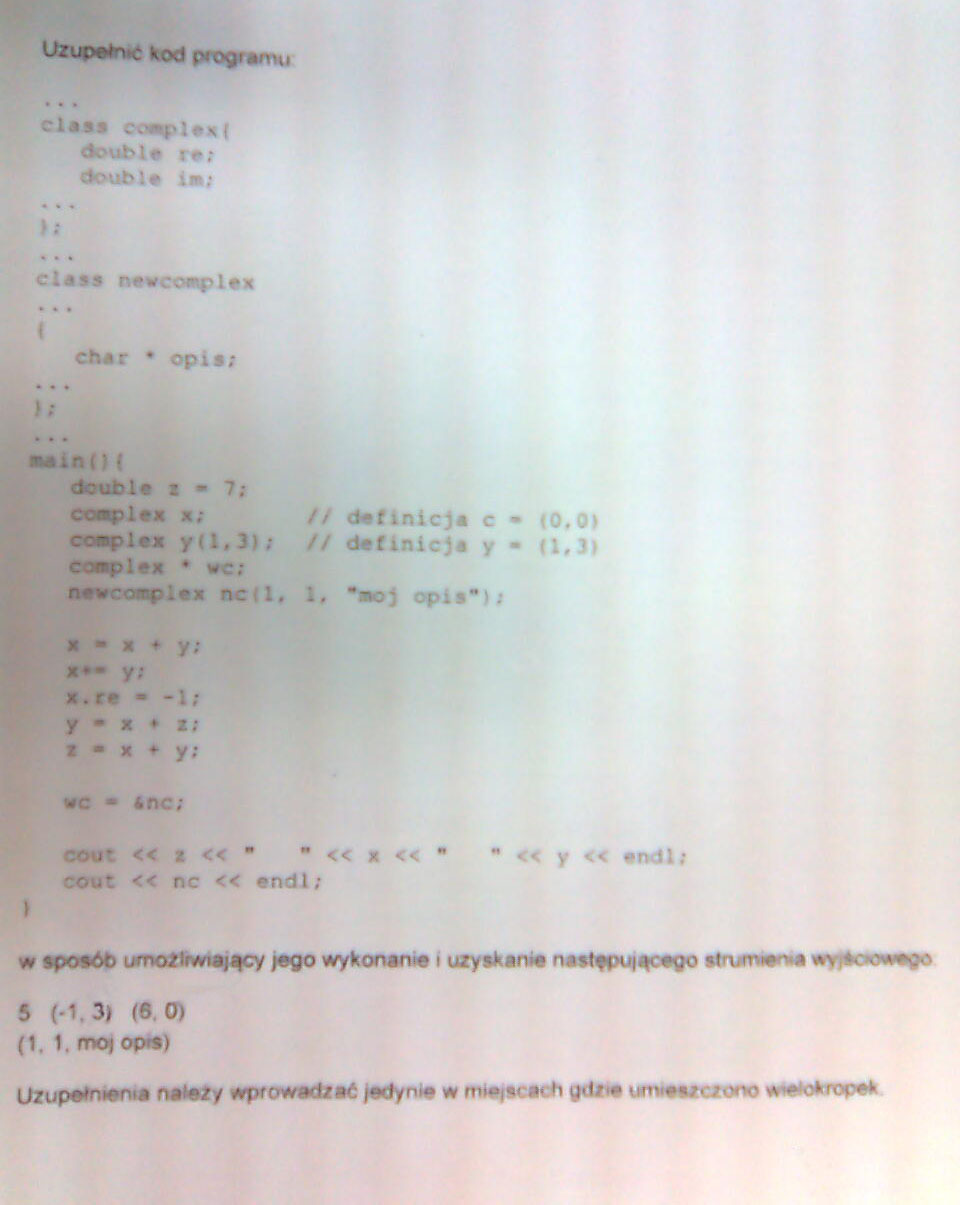 Uzupełnić kod programu:
...
class complex{
double re;
double im;
...
};
...
class newcomplex
...
{
char * opis;
...
};
...
main(){
double z = 7;
complex x; // definicja c = (0,0)
complex y(1,3); // definicja y = (1,3)
complex * wc;
newcomplex nc(1, 1, "moj opis");
x = x + y;
x+= y;
x.re = -1;
y = x + z;
z = x + y;
wc = &nc;
cout << z << "   " << x << "   " << y << endl;
cout << nc << endl;
}
w sposób umożliwiający jego wykonanie i uzyskanie następującego strumienia wyjściowego:
5 (-1, 3) (6, 0)
(1, 1, moj opis)
Uzupełnienia należy wprowadzać jedynie w miejscach gdzie umieszczono wielokropek.